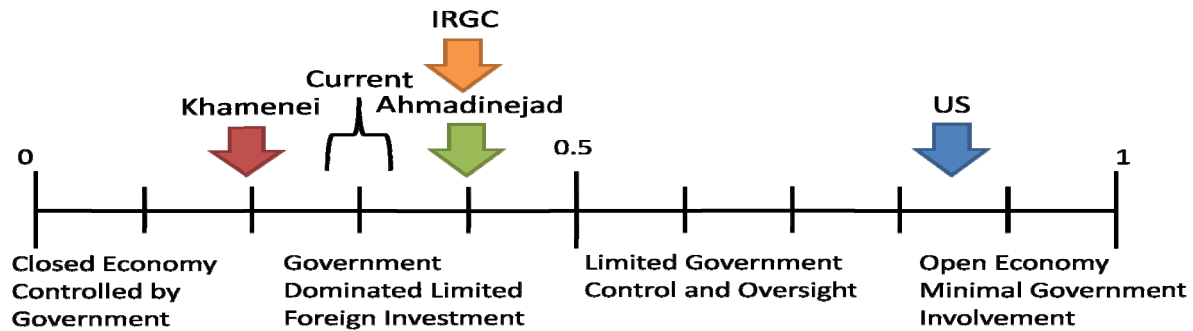 IRGC
Current
Khamenei
Ahmadinejad
US
0
0.5
1
Closed Economy
Controlled by
Government
Government
Dominated Limited
Foreign Investment
Limited Government
Control and Oversight
Open Economy
Minimal Government
Involvement